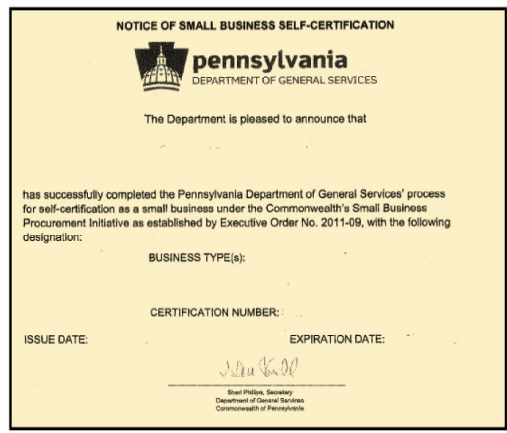 NOTICE OF SMALL BUSINESS SELF-CERTIFICATION
pennsylvania
DEPARTMENT OF GENERAL SERVICES
The Department is pleased to announce that
has successfully completed the Pennsylvania Department of General Services' process
for self-certification as a small business under the Commonwealth's Small Business
Procurement Initiative as established by Executive Order No. 2011-09, with the following
designation:
BUSINESS TYPE(s):
CERTIFICATION NUMBER:
ISSUE DATE: EXPIRATION DATE:
Sheri Phillips, Secretary
Department of General Services
Commonwealth of Pennsylvania